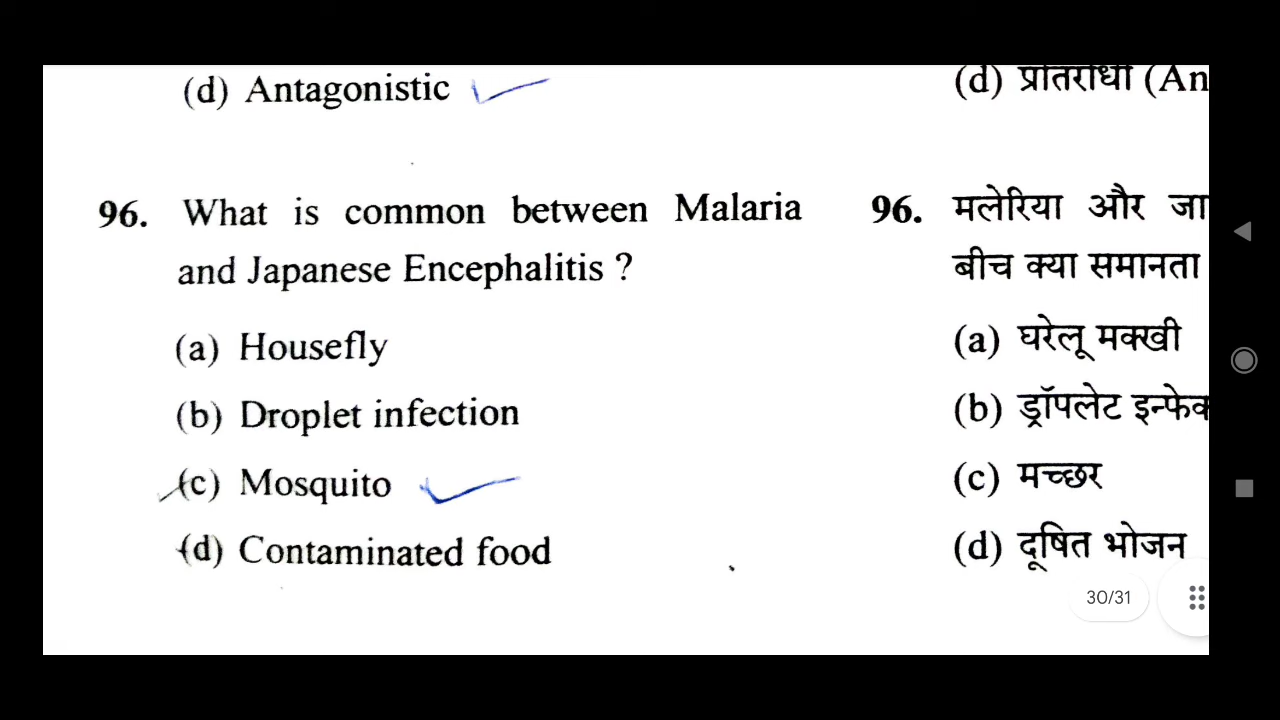 (d) Antagonistic
96. What is common between Malaria
and Japanese Encephalitis ?
(a) Housefly
(b) Droplet infection
(c) Mosquito
(d) Contaminated food
(d) प्रतिरोधी (An
96. मलेरिया और जा
बीच क्या समानता
(a) घरेलू मक्खी
(b) ड्रॉपलेट इन्फेक
(c) मच्छर
(d) दूषित भोजन
30/31